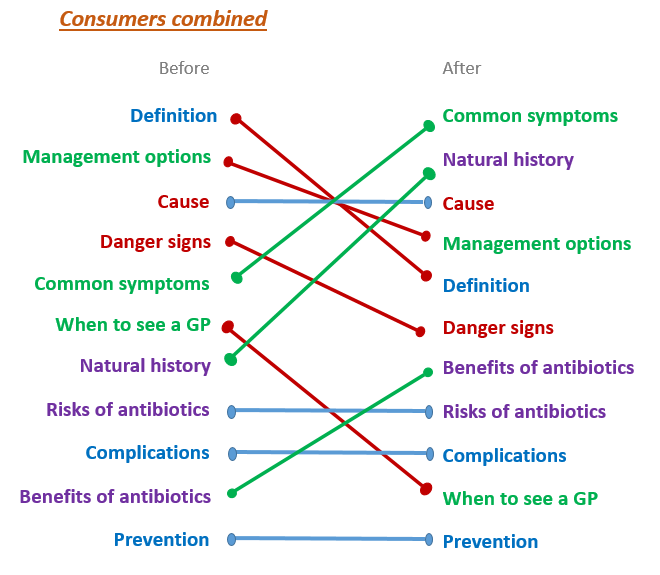 Consumers combined
Before After
Definition Common symptoms
Management options Natural history
Cause Cause
Danger signs Management options
Common symptoms Definition
When to see a GP Danger signs
Natural history Benefits of antibiotics
Risks of antibiotics Risks of antibiotics
Complications Complications
Benefits of antibiotics When to see a GP
Prevention Prevention